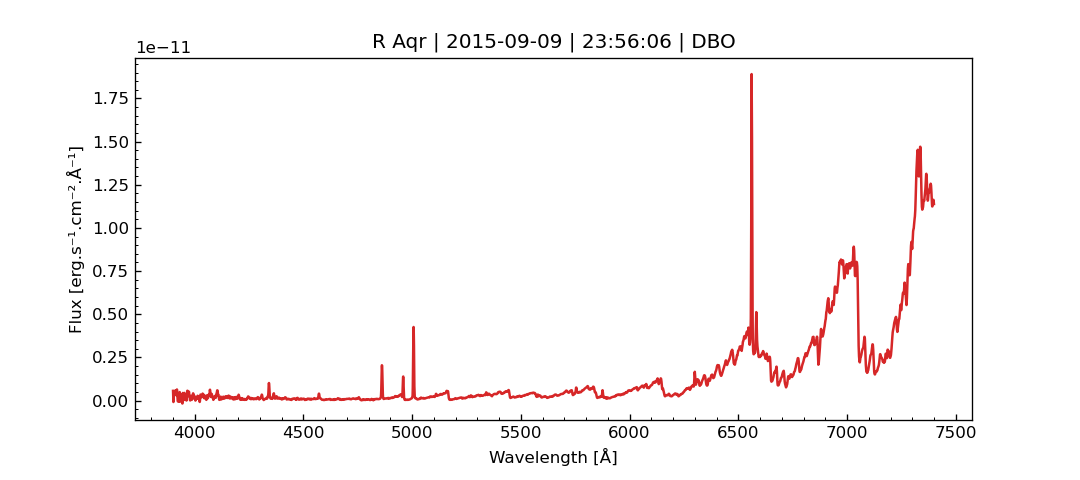 R Aqr | 2015-09-09 | 23:56:06 | DBO
1e−11
1.75
1.50
1.25
1.00
0.75
0.50
0.25
0.00
Flux [erg.s⁻¹.cm⁻².Å⁻¹]
4000 4500 5000 5500 6000 6500 7000 7500
Wavelength [Å]